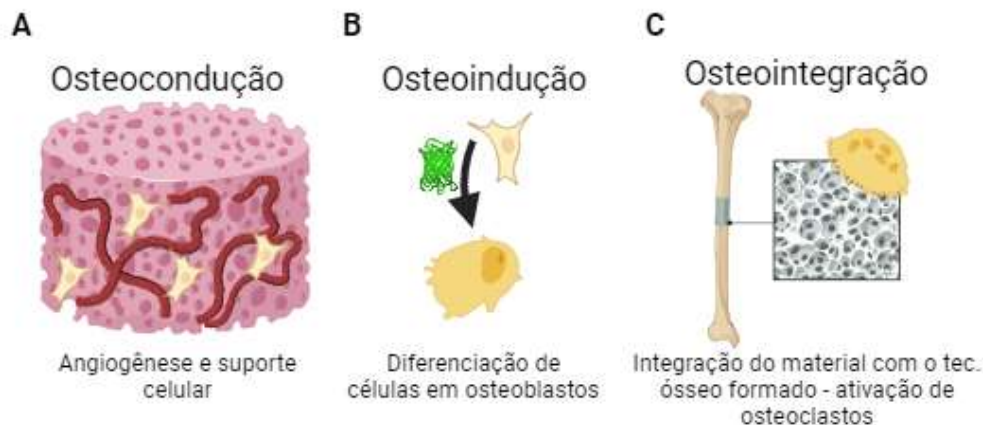 A
B
C
Osteocondução
Osteoindução
Osteointegração
Angiogênese e suporte
celular
Diferenciação de
células em osteoblastos
Integração do material com o tec.
ósseo formado - ativação de
osteoclastos